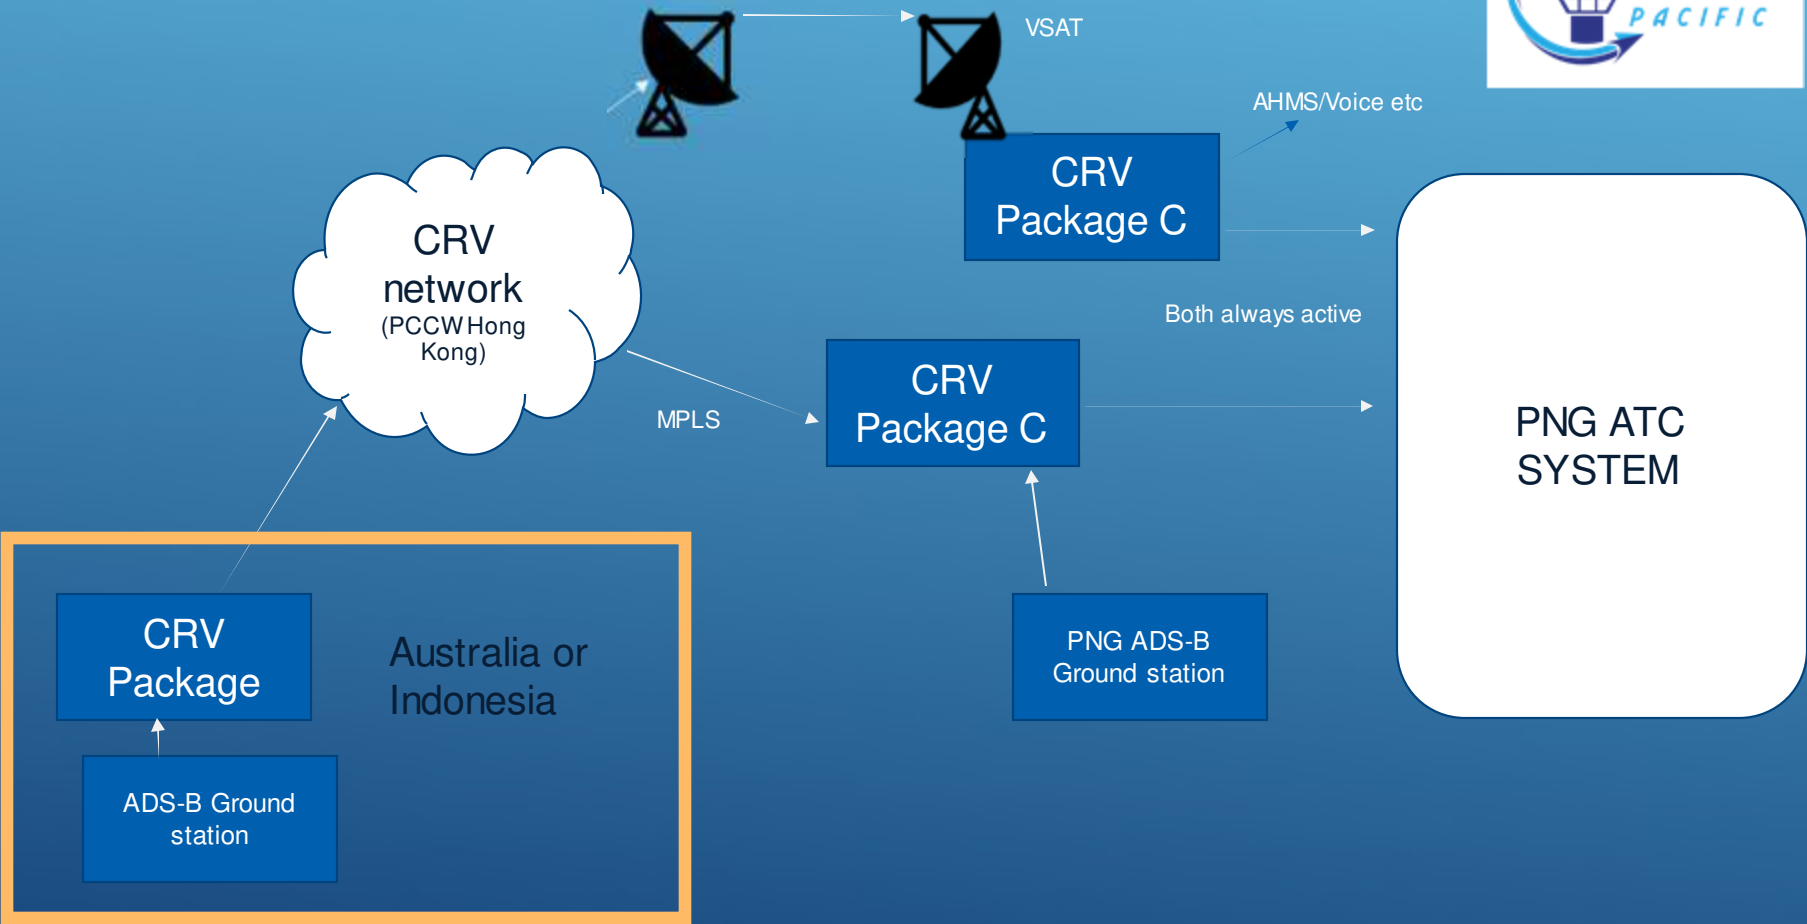 VSAT
PACIFIC
AHMS/Voice etc
CRV
Package C
CRV
network
(PCCW Hong
Kong)
Both always active
CRV
Package C
MPLS
PNG ATC
SYSTEM
CRV
Package
Australia or
Indonesia
PNG ADS-B
Ground station
ADS-B Ground
station